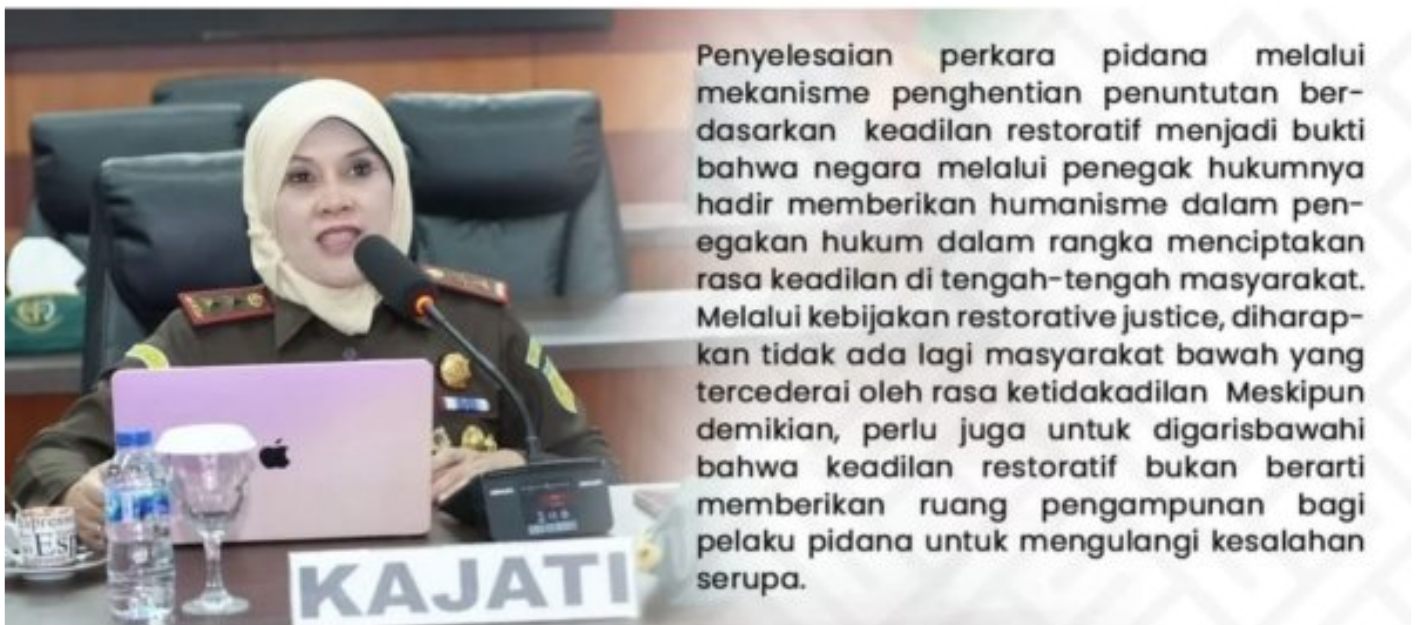 Penyelesaian perkara pidana melalui
mekanisme penghentian penuntutan ber-
dasarkan keadilan restoratif menjadi bukti
bahwa negara melalui penegak hukumnya
hadir memberikan humanisme dalam pen-
egakan hukum dalam rangka menciptakan
rasa keadilan di tengah-tengah masyarakat.
Melalui kebijakan restorative justice, diharap-
kan tidak ada lagi masyarakat bawah yang
tercederai oleh rasa ketidakadilan Meskipun
demikian, perlu juga untuk digarisbawahi
bahwa keadilan restoratif bukan berarti
memberikan ruang pengampunan bagi
pelaku pidana untuk mengulangi kesalahan
serupa.
KAJATI